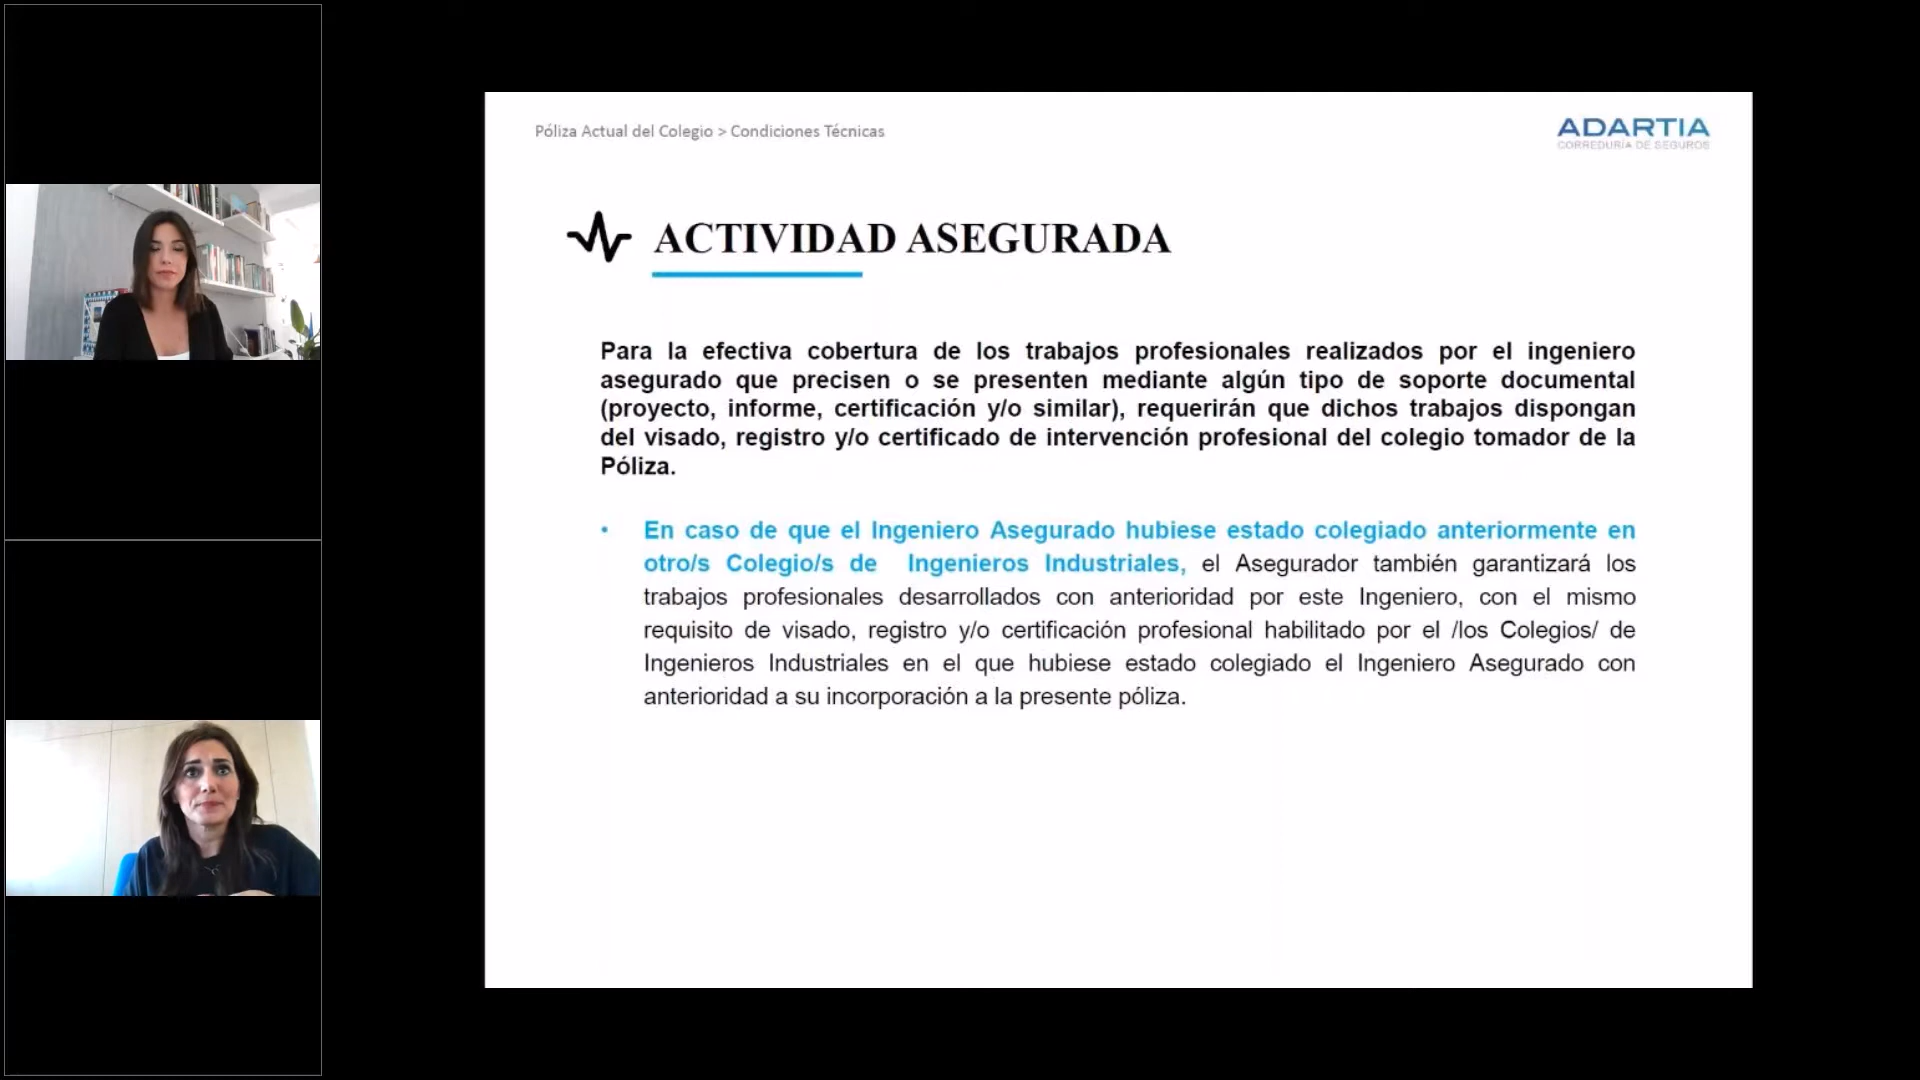 Póliza Actual del Colegio > Condiciones Técnicas
ADARTIA
CORREDURÍA DE SEGUROS
ACTIVIDAD ASEGURADA
Para la efectiva cobertura de los trabajos profesionales realizados por el ingeniero
asegurado que precisen o se presenten mediante algún tipo de soporte documental
(proyecto, informe, certificación y/o similar), requerirán que dichos trabajos dispongan
del visado, registro y/o certificado de intervención profesional del colegio tomador de la
Póliza.
• En caso de que el Ingeniero Asegurado hubiese estado colegiado anteriormente en
otro/s Colegio/s de Ingenieros Industriales, el Asegurador también garantizará los
trabajos profesionales desarrollados con anterioridad por este Ingeniero, con el mismo
requisito de visado, registro y/o certificación profesional habilitado por el /los Colegios/ de
Ingenieros Industriales en el que hubiese estado colegiado el Ingeniero Asegurado con
anterioridad a su incorporación a la presente póliza.